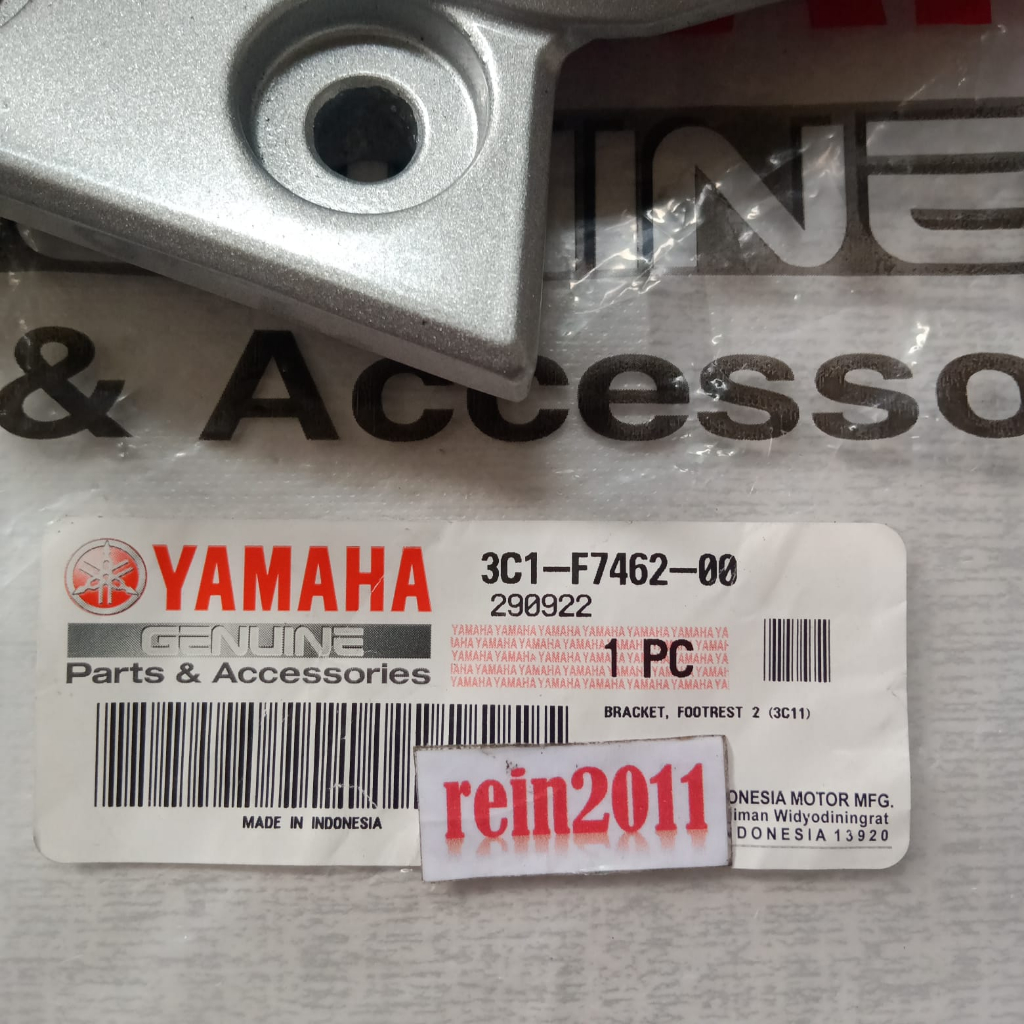 INE
& Accesso
YAMAHA
3C1-F7462-00
290922
GENUINE
1 PC
Parts & Accessories
BRACKET, FOOTREST 2 (3C11)
MADE IN INDONESIA
rein2011
ONESIA MOTOR MFG.
iman Widyodiningrat
DONESIA 13920